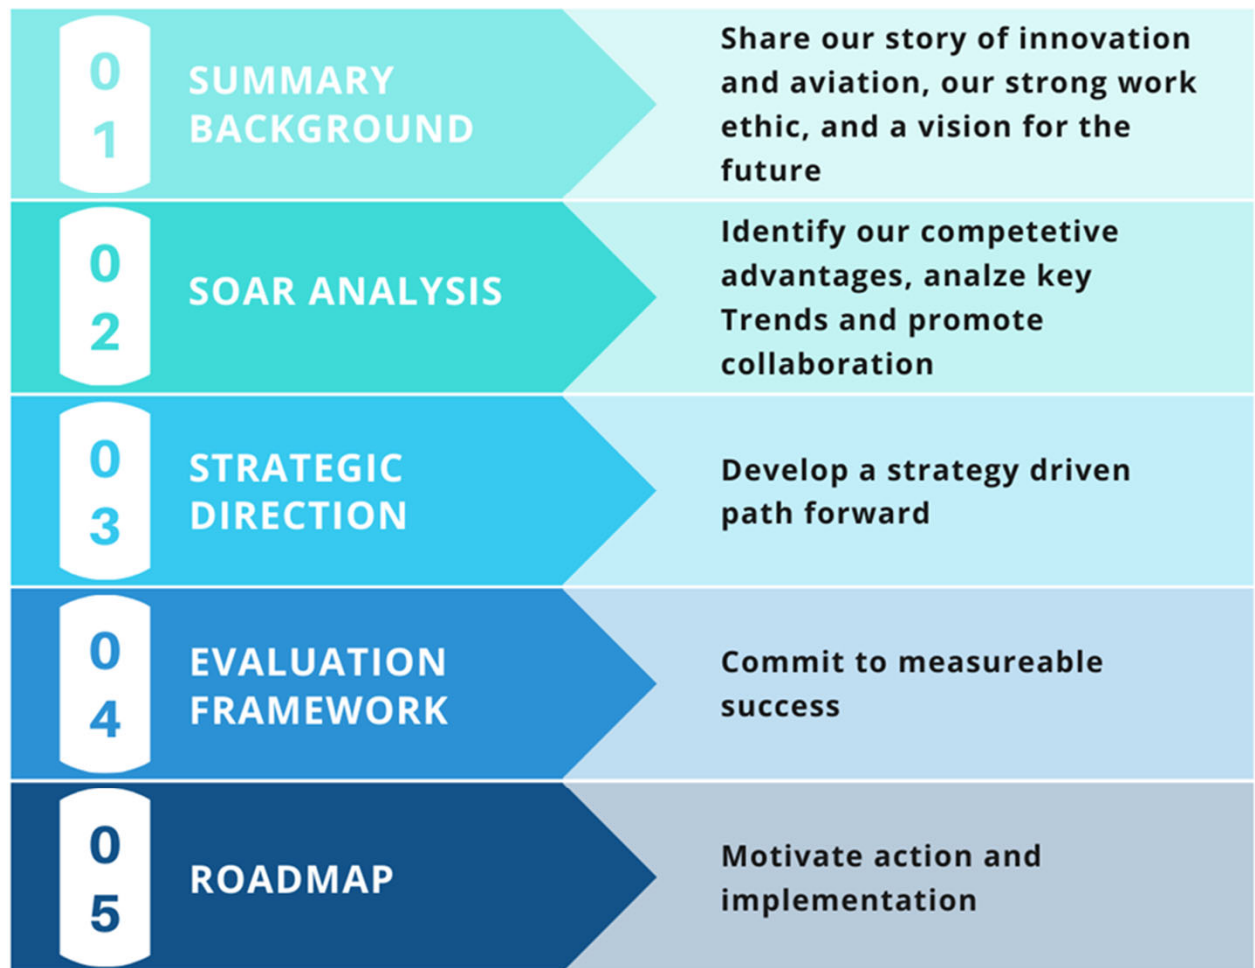 0
1
SUMMARY
BACKGROUND
Share our story of innovation
and aviation, our strong work
ethic, and a vision for the
future
0
2
SOAR ANALYSIS
Identify our competetive
advantages, analze key
Trends and promote
collaboration
0
3
STRATEGIC
DIRECTION
Develop a strategy driven
path forward
0
4
EVALUATION
FRAMEWORK
Commit to measureable
success
0
5
ROADMAP
Motivate action and
implementation